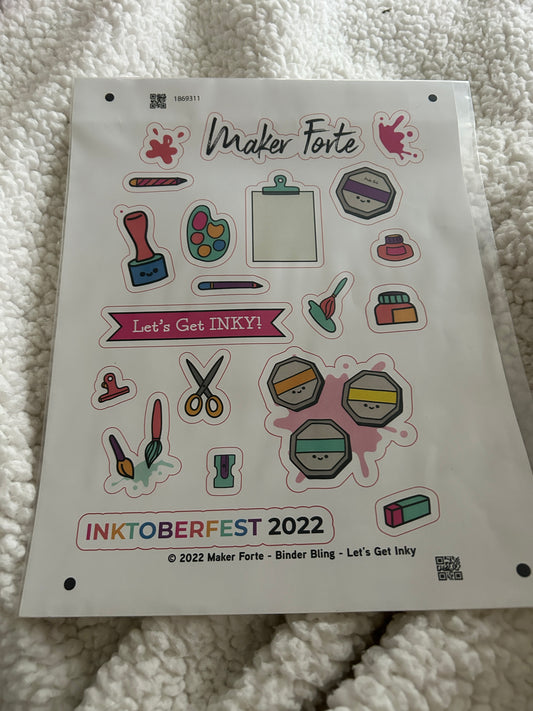 1869311
Maker Forte
Let's Get INKY!
INKTOBERFEST 2022
© 2022 Maker Forte - Binder Bling - Let's Get Inky